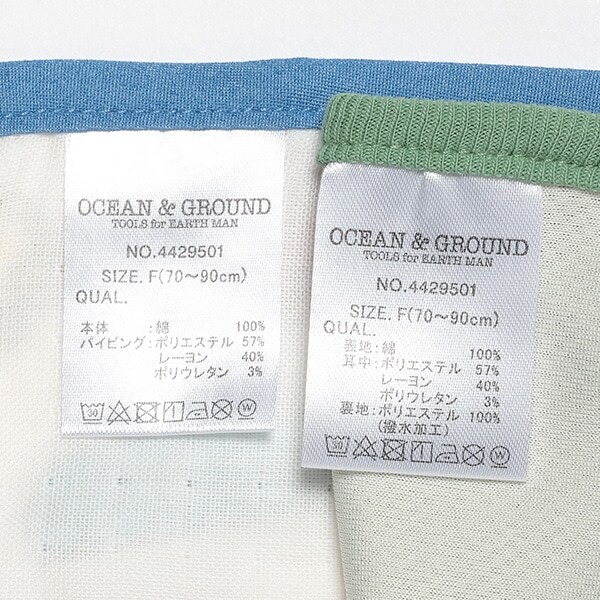 OCEAN & GROUND
TOOLS for EARTH MAN
NO.4429501
SIZE. F(70〜90cm)
QUAL.
本体 :綿 100%
パイピング:ポリエステル 57%
レーヨン 40%
ポリウレタン 3%
30 W
OCEAN & GROUND
TOOLS for EARTH MAN
NO.4429501
SIZE. F(70〜90cm)
QUAL.
表地:綿 100%
耳中:ポリエステル 57%
レーヨン 40%
ポリウレタン 3%
裏地:ポリエステル 100%
(撥水加工)
30 W